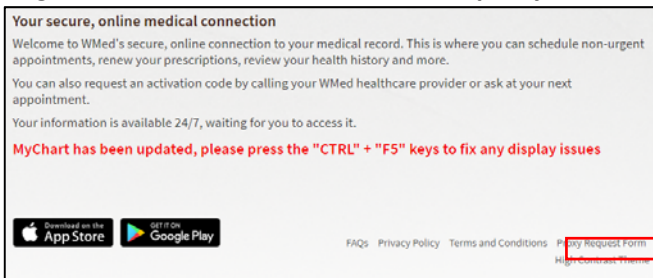 Your secure, online medical connection
Welcome to WMed's secure, online connection to your medical record. This is where you can schedule non-urgent
appointments, renew your prescriptions, review your health history and more.
You can also request an activation code by calling your WMed healthcare provider or ask at your next
appointment.
Your information is available 24/7, waiting for you to access it.
MyChart has been updated, please press the "CTRL" + "F5" keys to fix any display issues
Download on the
App Store
GET IT ON
Google Play
FAQs Privacy Policy Terms and Conditions Proxy Request Form
High Contrast Theme